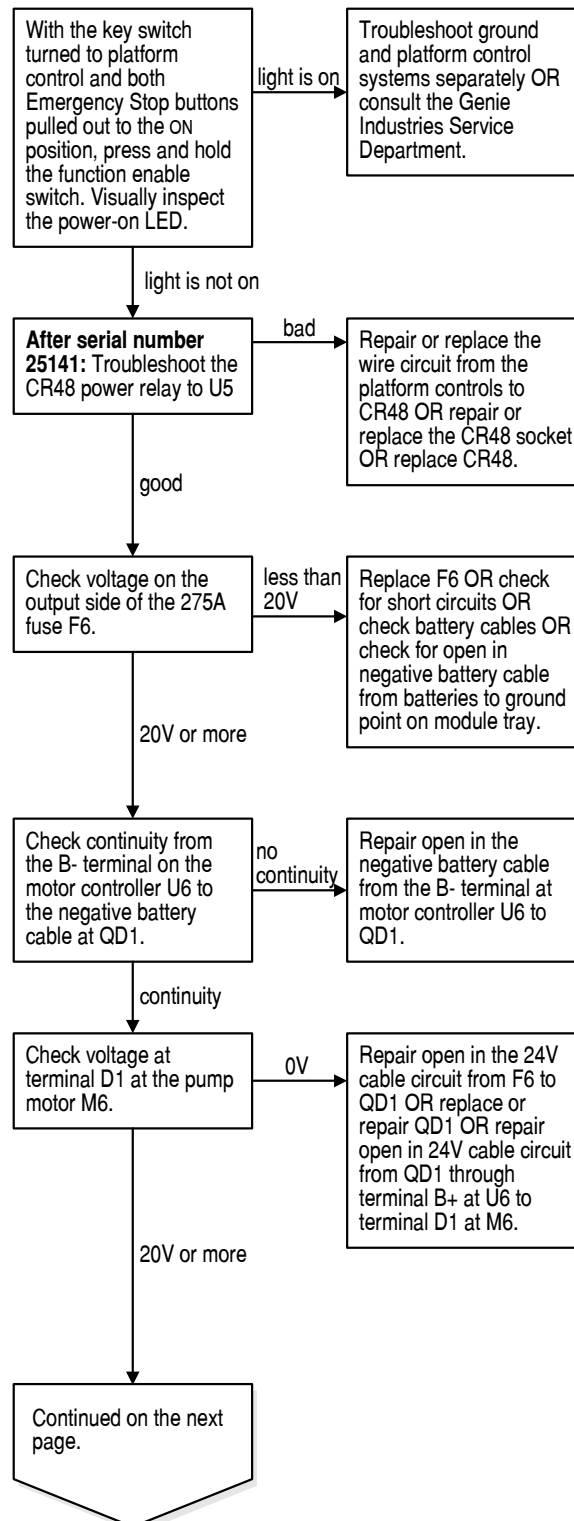 With the key switch
turned to platform
control and both
Emergency Stop buttons
pulled out to the ON
position, press and hold
the function enable
switch. Visually inspect
the power-on LED.
light is on
Troubleshoot ground
and platform control
systems separately OR
consult the Genie
Industries Service
Department.
light is not on
After serial number
25141: Troubleshoot the
CR48 power relay to U5
bad
Repair or replace the
wire circuit from the
platform controls to
CR48 OR repair or
replace the CR48 socket
OR replace CR48.
good
Check voltage on the
output side of the 275A
fuse F6.
less than
20V
Replace F6 OR check
for short circuits OR
check battery cables OR
check for open in
negative battery cable
from batteries to ground
point on module tray.
20V or more
Check continuity from
the B- terminal on the
motor controller U6 to
the negative battery
cable at QD1.
no
continuity
Repair open in the
negative battery cable
from the B- terminal at
motor controller U6 to
QD1.
continuity
Check voltage at
terminal D1 at the pump
motor M6.
0V
Repair open in the 24V
cable circuit from F6 to
QD1 OR replace or
repair QD1 OR repair
open in 24V cable circuit
from QD1 through
terminal B+ at U6 to
terminal D1 at M6.
20V or more
Continued on the next
page.